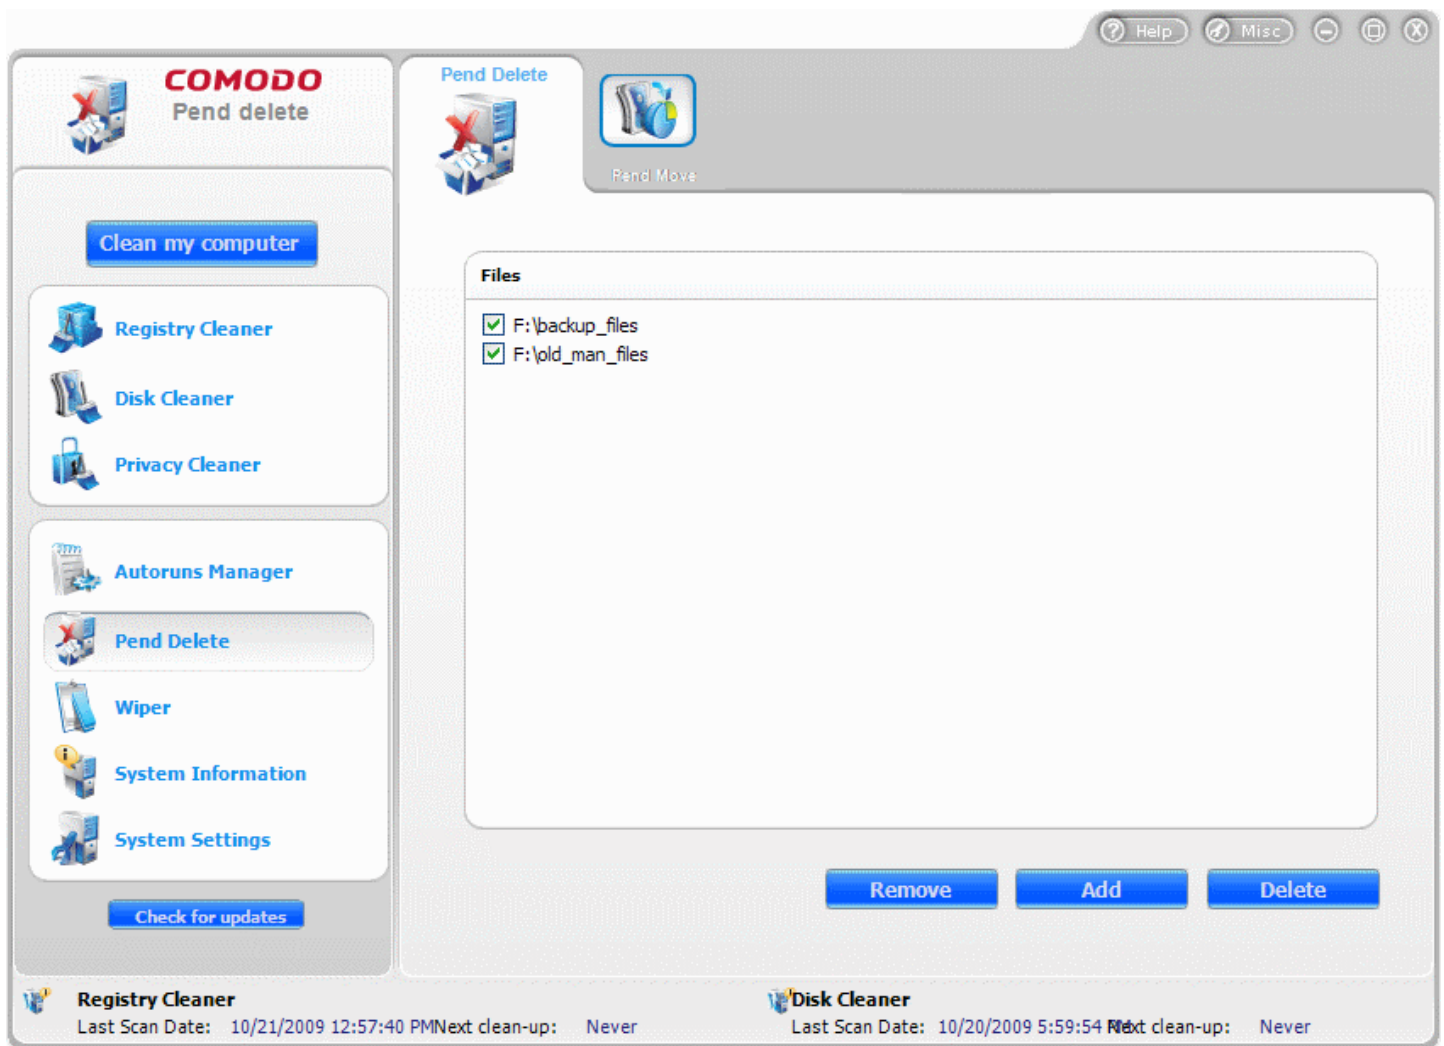 Help
Misc
COMODO
Pend delete
Pend Delete
Pend Move
Clean my computer
Registry Cleaner
Disk Cleaner
Privacy Cleaner
Autoruns Manager
Pend Delete
Wiper
System Information
System Settings
Check for updates
Files
F:\backup_files
F:\old_man_files
Remove
Add
Delete
Registry Cleaner
Last Scan Date: 10/21/2009 12:57:40 PM Next clean-up: Never
Disk Cleaner
Last Scan Date: 10/20/2009 5:59:54 Next clean-up: Never